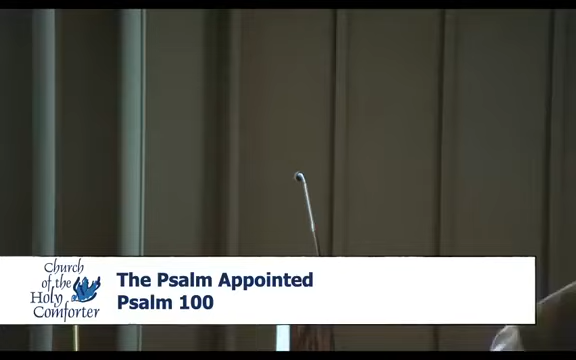 Church
of the
Holy
Comforter
The Psalm Appointed
Psalm 100